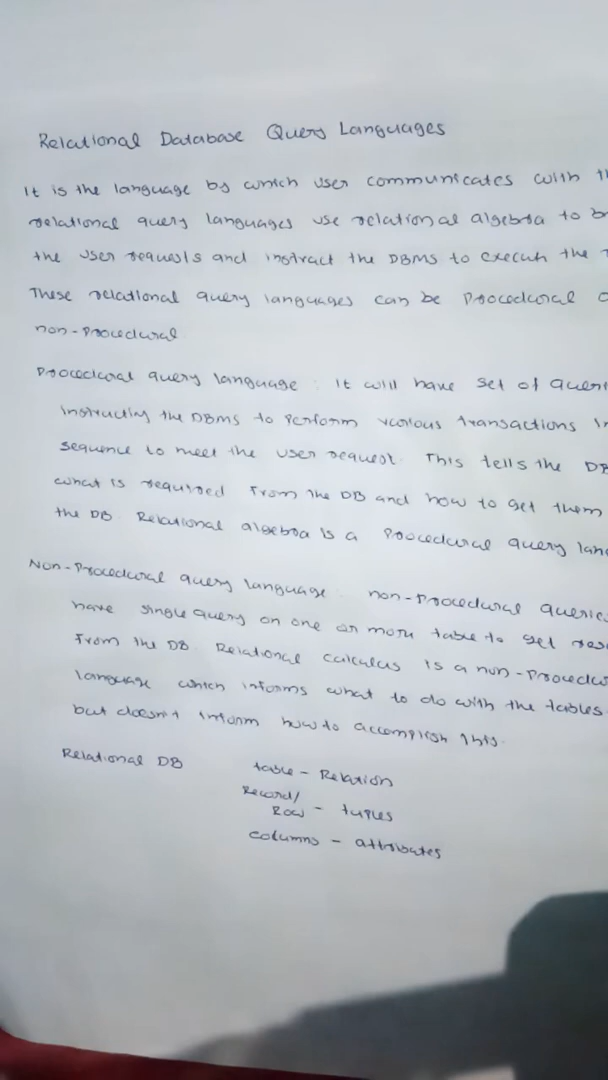 Relational Database Query Languages
It is the language by which user communicates with
relational query languages use relational algebra to
the user requests and instruct the DBMS to execute the
These relational query languages can be Procedural
non-Procedural
Procedural query language : It will have set of
instructing the DBMS to Perform various transactions
sequence to meet the user request. This tells the
what is required From the DB and how to get them
the DB. Relational algebra is a Procedural query
Non-Procedural query language : non-Procedural
have single query on one or more table to get
From the DB. Relational calculus is a
language which informs what to do with the tables
but doesn't inform how to accomplish this.
Relational DB table - Relation
Record/
Row - tuples
columns - attributes